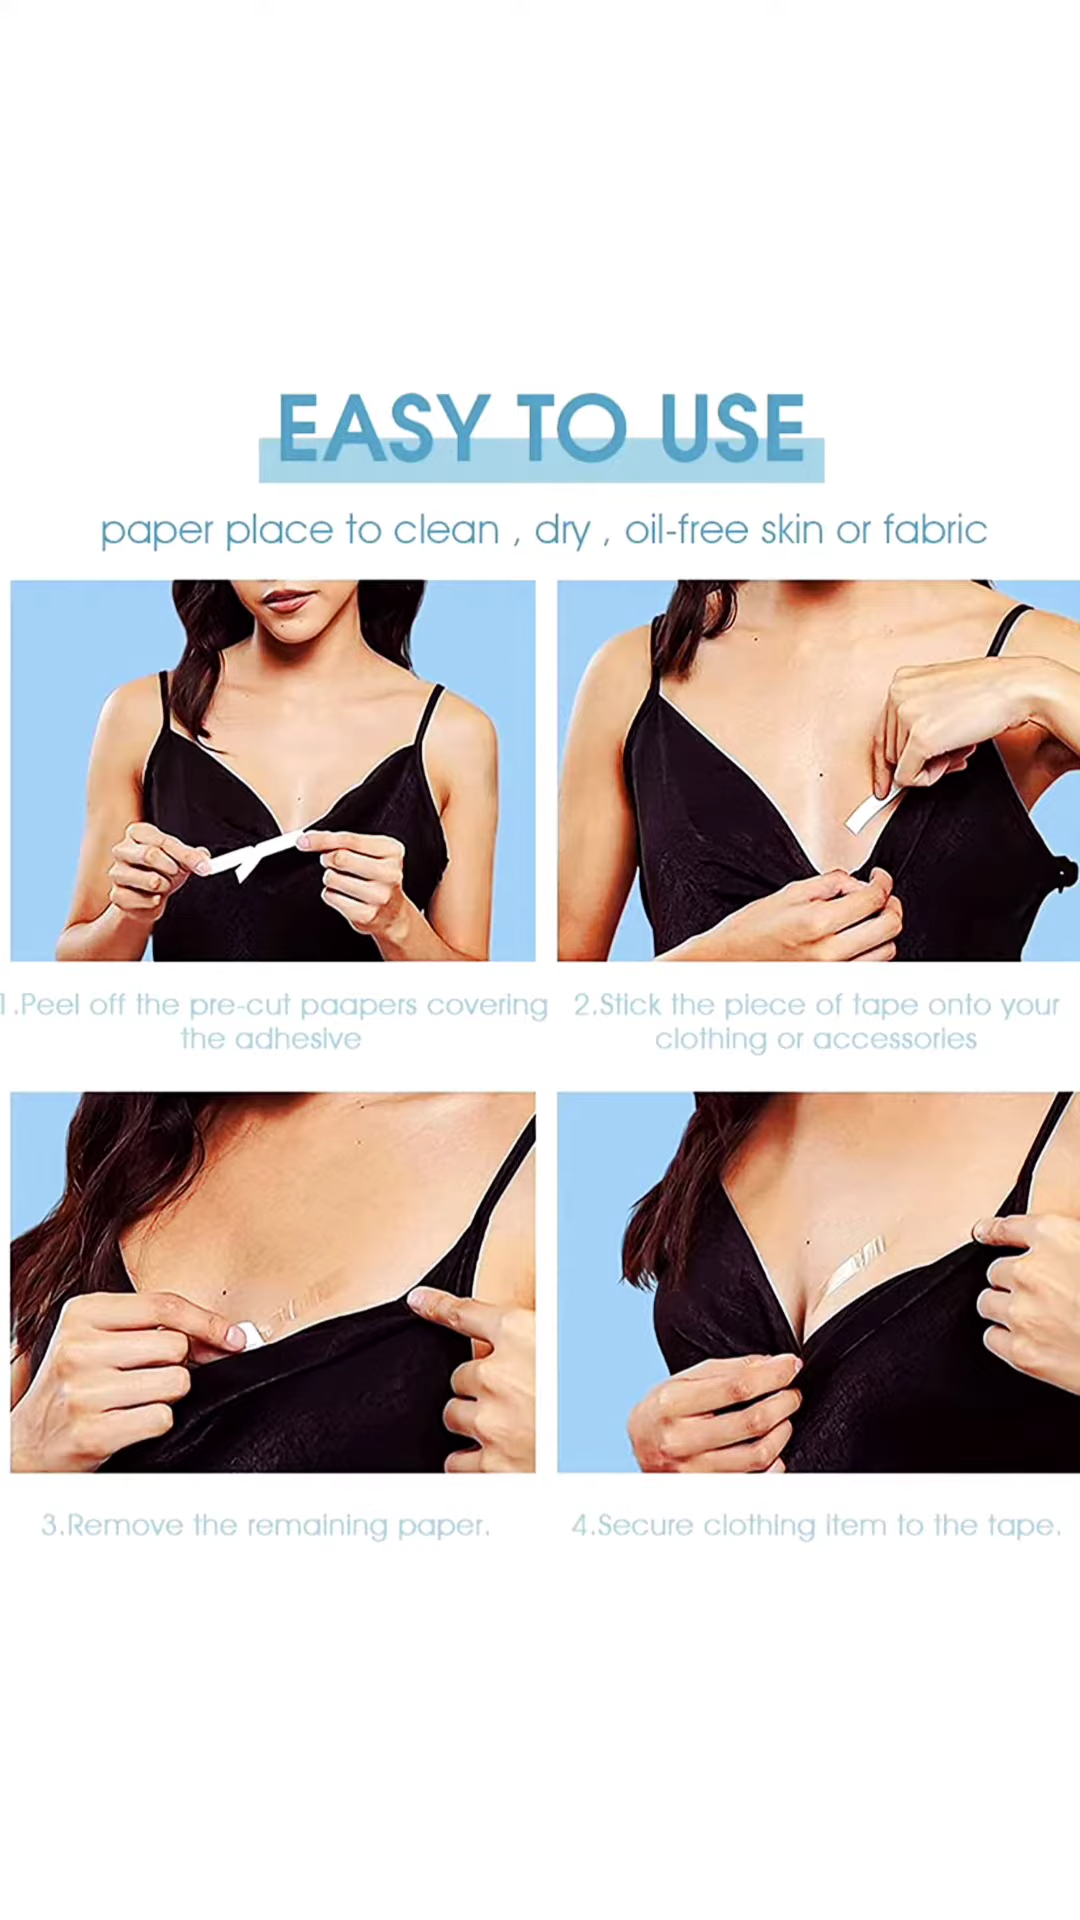 EASY TO USE
paper place to clean , dry , oil-free skin or fabric
1.Peel off the pre-cut paapers covering
the adhesive
2.Stick the piece of tape onto your
clothing or accessories
3.Remove the remaining paper.
4.Secure clothing item to the tape.